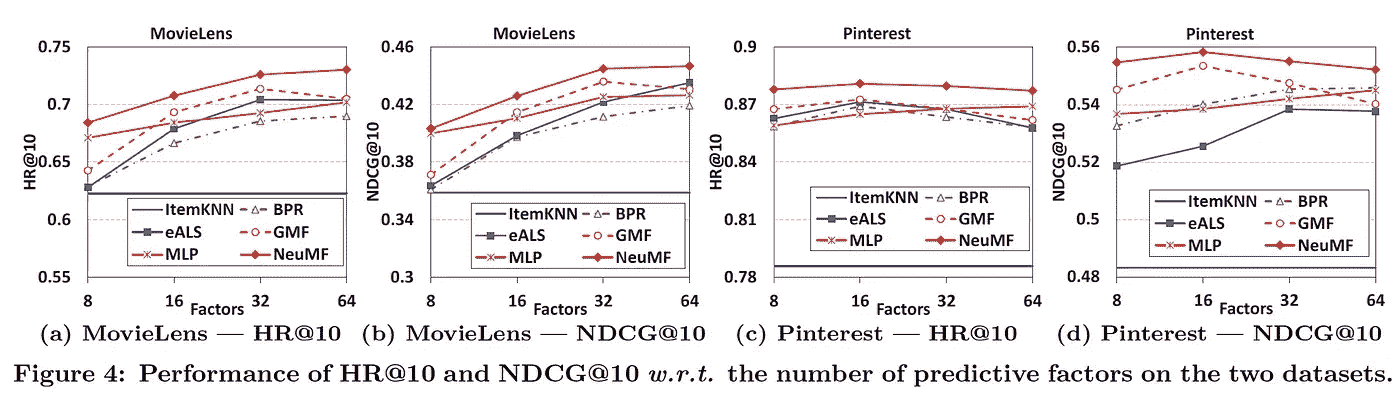 MovieLens
0.75
0.7
0.65
0.6
0.55
HR@10
ItemKNN BPR
eALS GMF
MLP NeuMF
8 16 32 64
Factors
(a) MovieLens — HR@10
MovieLens
0.46
0.42
0.38
0.34
0.3
NDCG@10
ItemKNN BPR
eALS GMF
MLP NeuMF
8 16 32 64
Factors
(b) MovieLens — NDCG@10
Pinterest
0.9
0.87
0.84
0.81
0.78
HR@10
ItemKNN BPR
eALS GMF
MLP NeuMF
8 16 32 64
Factors
(c) Pinterest — HR@10
Pinterest
0.56
0.54
0.52
0.5
0.48
NDCG@10
ItemKNN BPR
eALS GMF
MLP NeuMF
8 16 32 64
Factors
(d) Pinterest — NDCG@10
Figure 4: Performance of HR@10 and NDCG@10 w.r.t. the number of predictive factors on the two datasets.